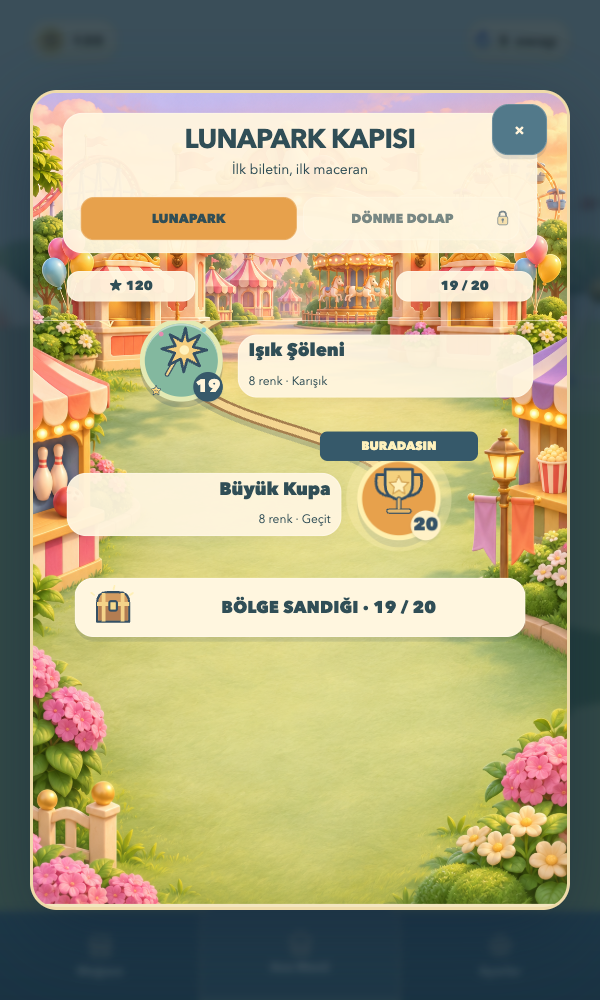 LUNAPARK KAPISI
×
İlk biletin, ilk maceran
LUNAPARK
DÖNME DOLAP
★ 120
19 / 20
Işık Şöleni
8 renk · Karışık
19
BURADASIN
Büyük Kupa
8 renk · Geçit
20
BÖLGE SANDIĞI · 19 / 20